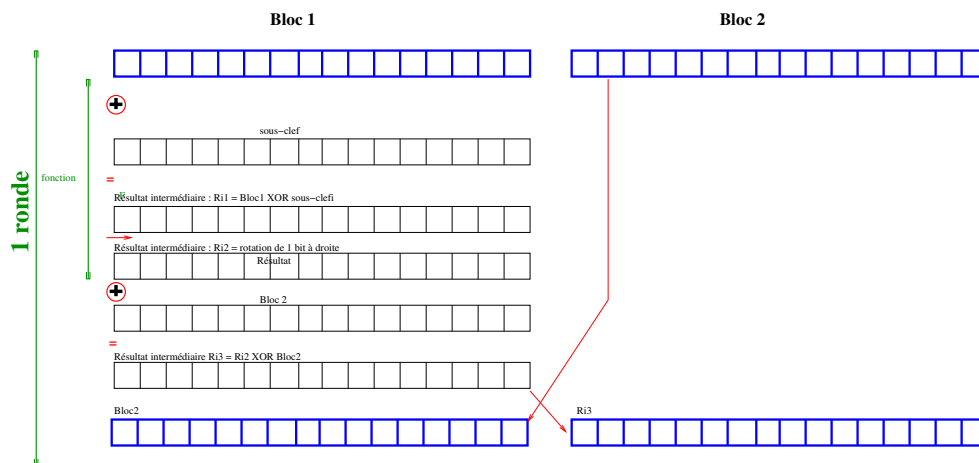 Bloc 1
Bloc 2
1 ronde
fonction
F
sous-clef
=
Résultat intermédiaire : Ri1 = Bloc1 XOR sous-clefi
Résultat intermédiaire : Ri2 = rotation de 1 bit à droite
Résultat
Bloc 2
=
Résultat intermédiaire Ri3 = Ri2 XOR Bloc2
Bloc2
Ri3